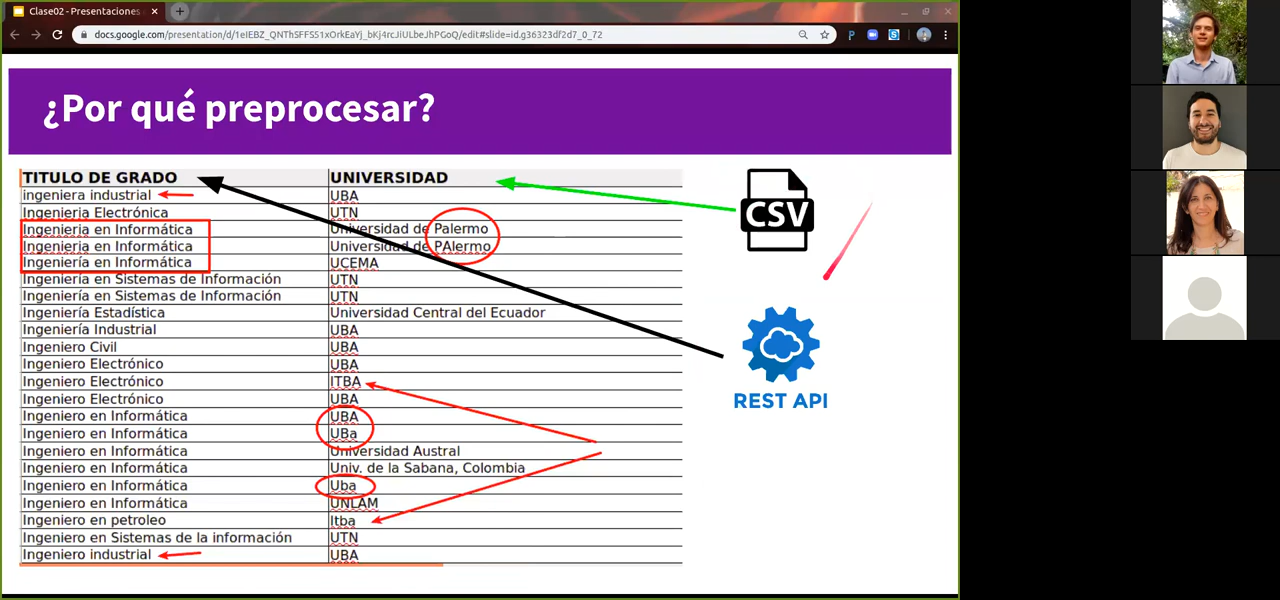 Clase02 - Presentaciones
docs.google.com/presentation/d/1eIEBZ_QNThSFFSS1xOrkEaYj_bKj4rcJiULbeJhPGoQ/edit#slide=id.g36323df2d7_0_72
¿Por qué preprocesar?
TITULO DE GRADO UNIVERSIDAD
ingeniera industrial UBA
Ingenieria Electrónica UTN
Ingenieria en Informática Universidad de Palermo
Ingenieria en Informática Universidad de PAlermo
Ingeniería en Informática UCEMA
Ingeniería en Sistemas de Información UTN
Ingeniería en Sistemas de Información UTN
Ingeniería Estadística Universidad Central del Ecuador
Ingeniería Industrial UBA
Ingeniero Civil UBA
Ingeniero Electrónico UBA
Ingeniero Electrónico ITBA
Ingeniero Electrónico UBA
Ingeniero en Informática UBA
Ingeniero en Informática UBa
Ingeniero en Informática Universidad Austral
Ingeniero en Informática Univ. de la Sabana, Colombia
Ingeniero en Informática Uba
Ingeniero en Informática UNLAM
Ingeniero en petroleo Itba
Ingeniero en Sistemas de la información UTN
Ingeniero industrial UBA
CSV
REST API